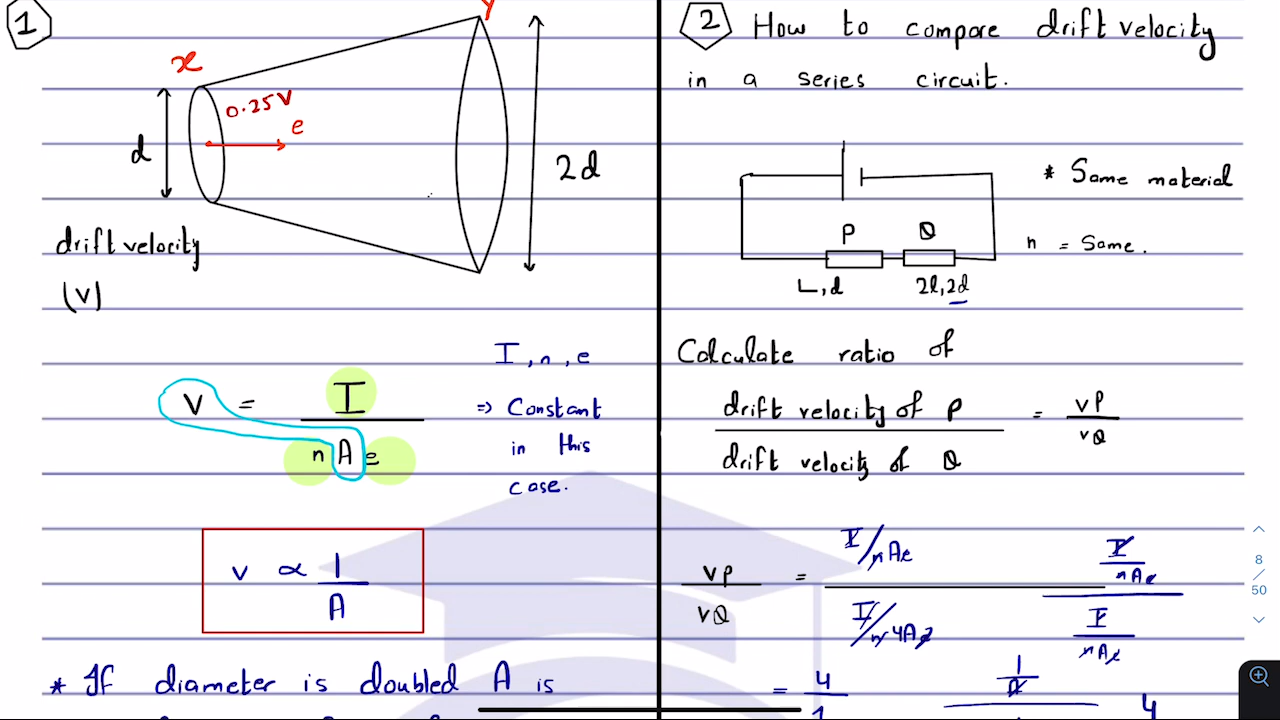 1
x
y
0.25V
e
d
2d
drift velocity
(v)
I, n, e
⇒ Constant
in this
case.
v = I / nAe
v ∝ 1/A
* If diameter is doubled A is
2 How to compare drift velocity
in a series circuit.
* Same material
n = Same.
P Q
L,d 2l,2d
Calculate ratio of
drift velocity of P / drift velocity of Q = vP / vQ
vP / vQ = I/nAe / I/n4Ae
I/nAe / I/nAe
= 4/1
1/A
4
8
/
50